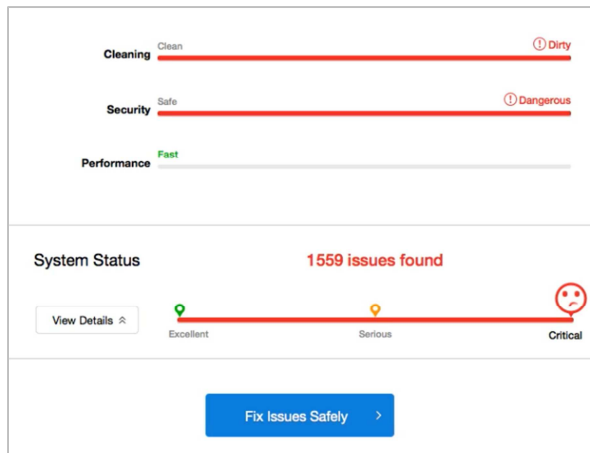 Clean Dirty
Cleaning
Safe Dangerous
Security
Fast
Performance
System Status 1559 issues found
View Details
Excellent Serious Critical
Fix Issues Safely